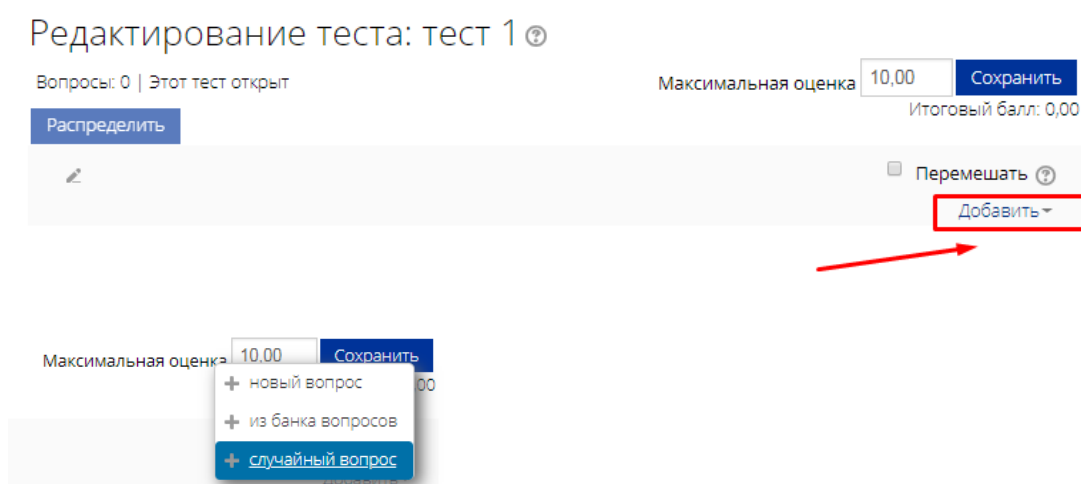 Редактирование теста: тест 1
Вопросы: 0 | Этот тест открыт
Максимальная оценка 10,00 Сохранить
Итоговый балл: 0,00
Распределить
Перемешать
Добавить
Максимальная оценка 10,00 Сохранить
,00
+ новый вопрос
+ из банка вопросов
+ случайный вопрос